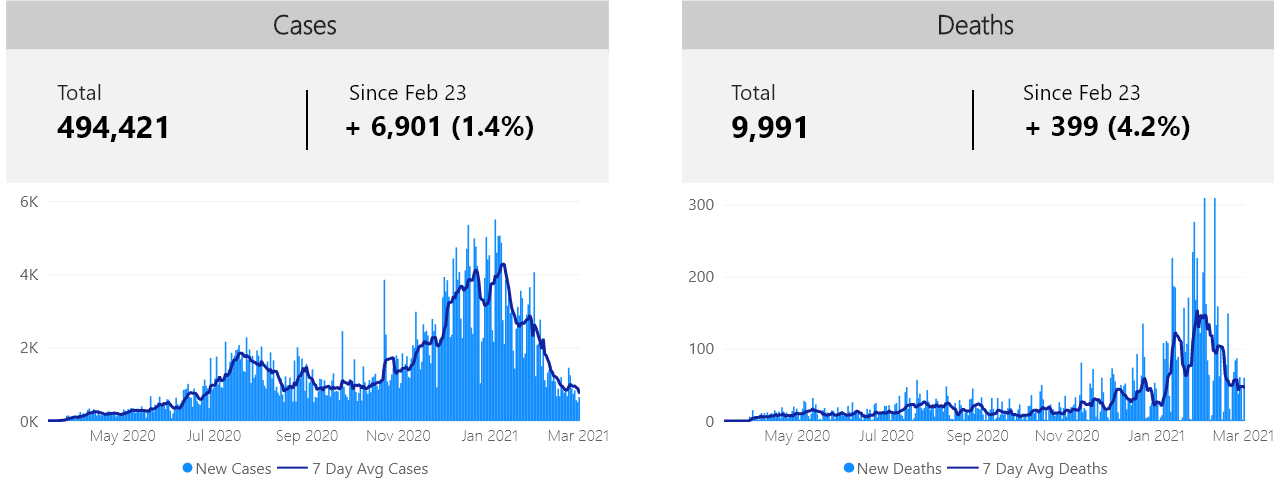 Cases
Total
494,421
Since Feb 23
+ 6,901 (1.4%)
6K
4K
2K
0K
May 2020 Jul 2020 Sep 2020 Nov 2020 Jan 2021 Mar 2021
New Cases 7 Day Avg Cases
Deaths
Total
9,991
Since Feb 23
+ 399 (4.2%)
300
200
100
0
May 2020 Jul 2020 Sep 2020 Nov 2020 Jan 2021 Mar 2021
New Deaths 7 Day Avg Deaths